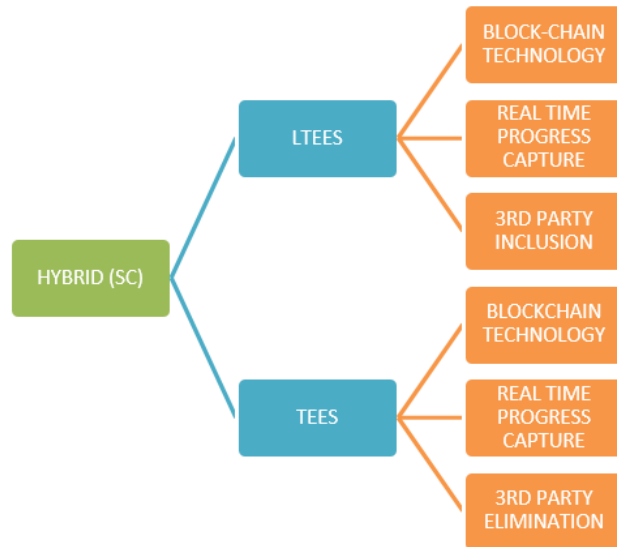 BLOCK-CHAIN
TECHNOLOGY
LTEES
REAL TIME
PROGRESS
CAPTURE
3RD PARTY
INCLUSION
HYBRID (SC)
BLOCKCHAIN
TECHNOLOGY
TEES
REAL TIME
PROGRESS
CAPTURE
3RD PARTY
ELIMINATION